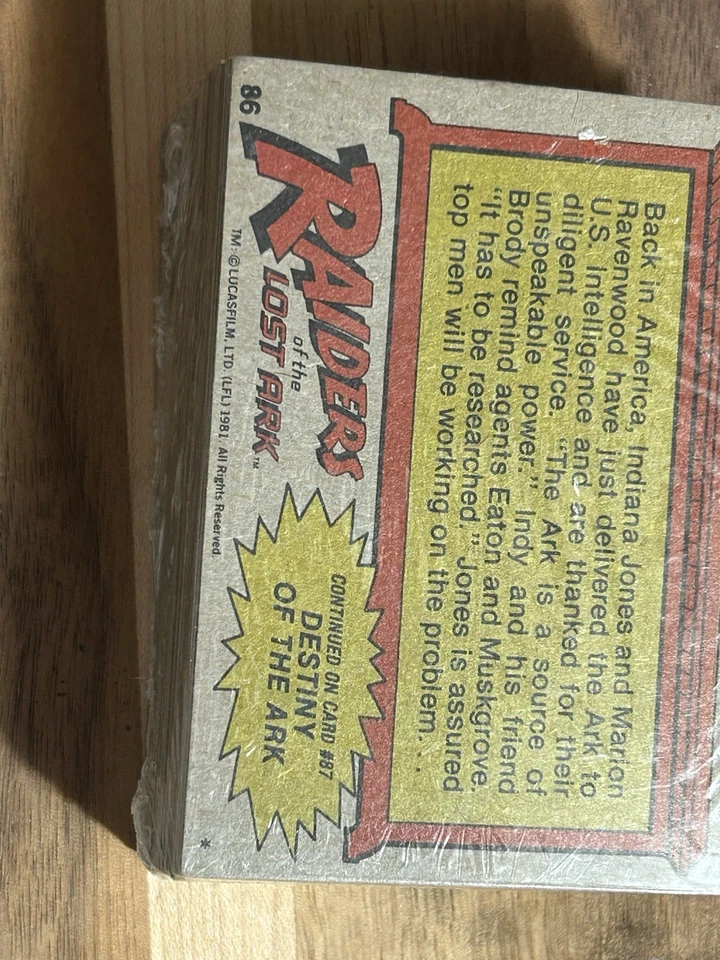 Back in America, Indiana Jones and Marion
Ravenwood have just delivered the Ark to
U.S. Intelligence and are thanked for their
diligent service. "The Ark is a source of
unspeakable power." Indy and his friend
Brody remind agents Eaton and Muskgrove.
"It has to be researched." Jones is assured
top men will be working on the problem. . .
86
RAIDERS
of the
LOST ARK™
TM: © LUCASFILM, LTD. (LFL) 1981. All Rights Reserved.
CONTINUED ON CARD #87
DESTINY
OF THE ARK
*